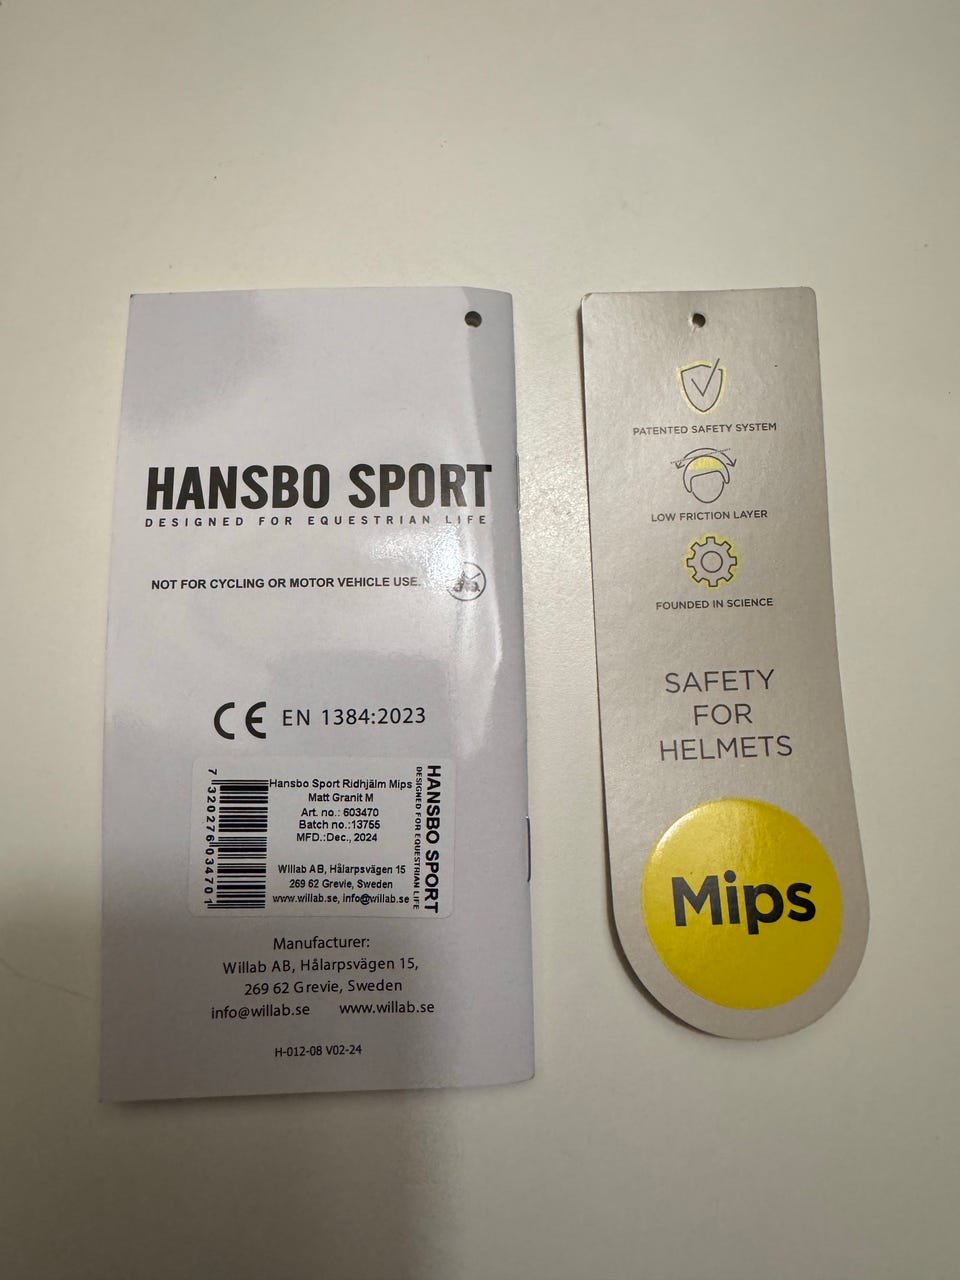 HANSBO SPORT
DESIGNED FOR EQUESTRIAN LIFE
NOT FOR CYCLING OR MOTOR VEHICLE USE.
CE EN 1384:2023
7 320276 034701
Hansbo Sport Ridhjälm Mips
Matt Granit M
Art. no.: 603470
Batch no.:13755
MFD.:Dec., 2024
Willab AB, Hålarpsvägen 15
269 62 Grevie, Sweden
www.willab.se, info@willab.se
HANSBO SPORT
DESIGNED FOR EQUESTRIAN LIFE
Manufacturer:
Willab AB, Hålarpsvägen 15,
269 62 Grevie, Sweden
info@willab.se www.willab.se
H-012-08 V02-24
PATENTED SAFETY SYSTEM
LOW FRICTION LAYER
FOUNDED IN SCIENCE
SAFETY
FOR
HELMETS
Mips